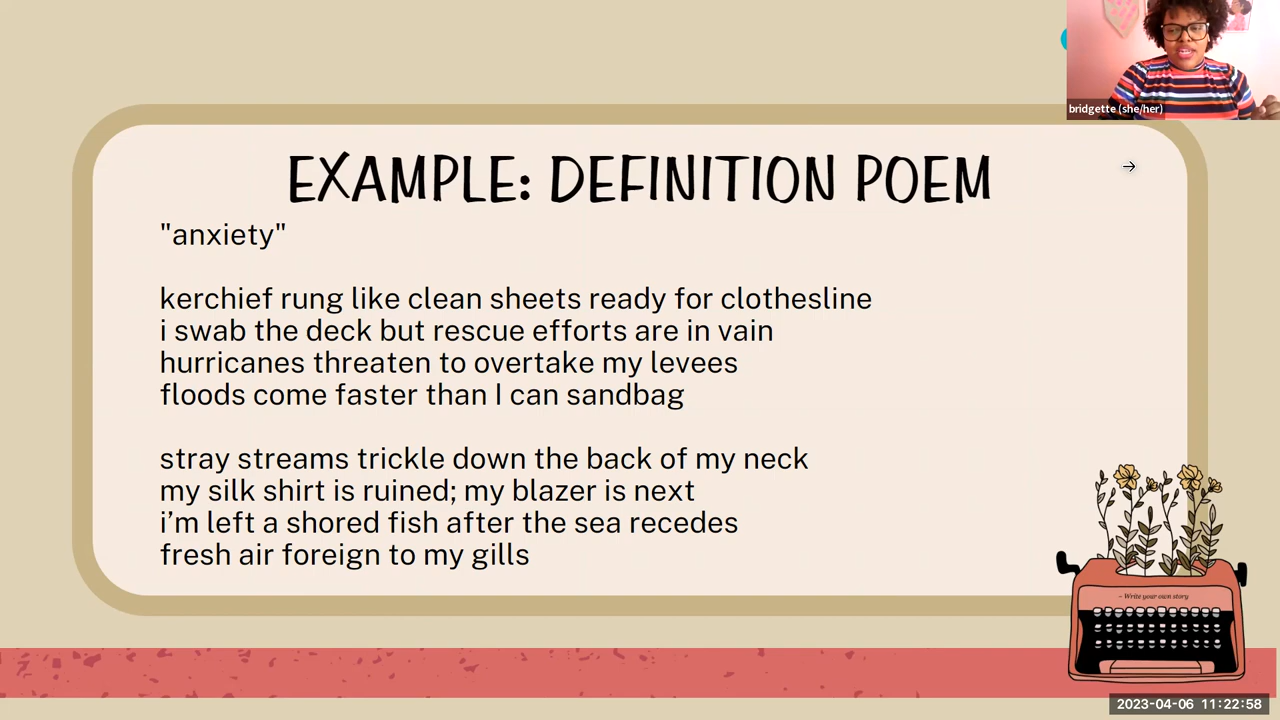 bridgette (she/her)
EXAMPLE: DEFINITION POEM
"anxiety"
kerchief rung like clean sheets ready for clothesline
i swab the deck but rescue efforts are in vain
hurricanes threaten to overtake my levees
floods come faster than I can sandbag
stray streams trickle down the back of my neck
my silk shirt is ruined; my blazer is next
i’m left a shored fish after the sea recedes
fresh air foreign to my gills
~ Write your own story
2023-04-06 11:22:58